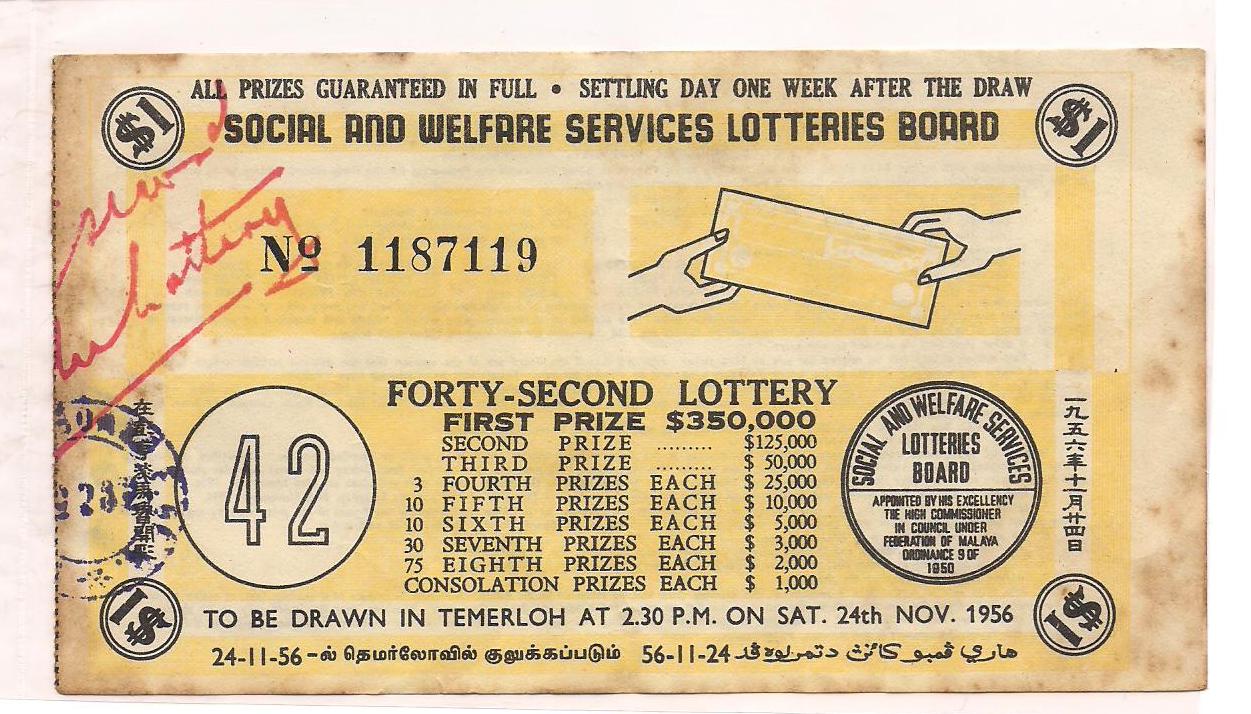 ALL PRIZES GUARANTEED IN FULL • SETTLING DAY ONE WEEK AFTER THE DRAW
$1
$1
SOCIAL AND WELFARE SERVICES LOTTERIES BOARD
Nº 1187119
FORTY-SECOND LOTTERY
FIRST PRIZE $350,000
SECOND PRIZE ......... $125,000
THIRD PRIZE ......... $ 50,000
3 FOURTH PRIZES EACH $ 25,000
10 FIFTH PRIZES EACH $ 10,000
10 SIXTH PRIZES EACH $ 5,000
30 SEVENTH PRIZES EACH $ 3,000
75 EIGHTH PRIZES EACH $ 2,000
CONSOLATION PRIZES EACH $ 1,000
42
SOCIAL AND WELFARE SERVICES
LOTTERIES
BOARD
APPOINTED BY HIS EXCELLENCY
THE HIGH COMMISSIONER
IN COUNCIL UNDER
FEDERATION OF MALAYA
ORDINANCE 9 OF
1950
一九五六年十一月廿四日
$1
$1
TO BE DRAWN IN TEMERLOH AT 2.30 P.M. ON SAT. 24th NOV. 1956
24-11-56-ல் தெமர்லோவில் குலுக்கப்படும்
هاري ڤمبوكائن دتمرلوه ڤد 24-11-56